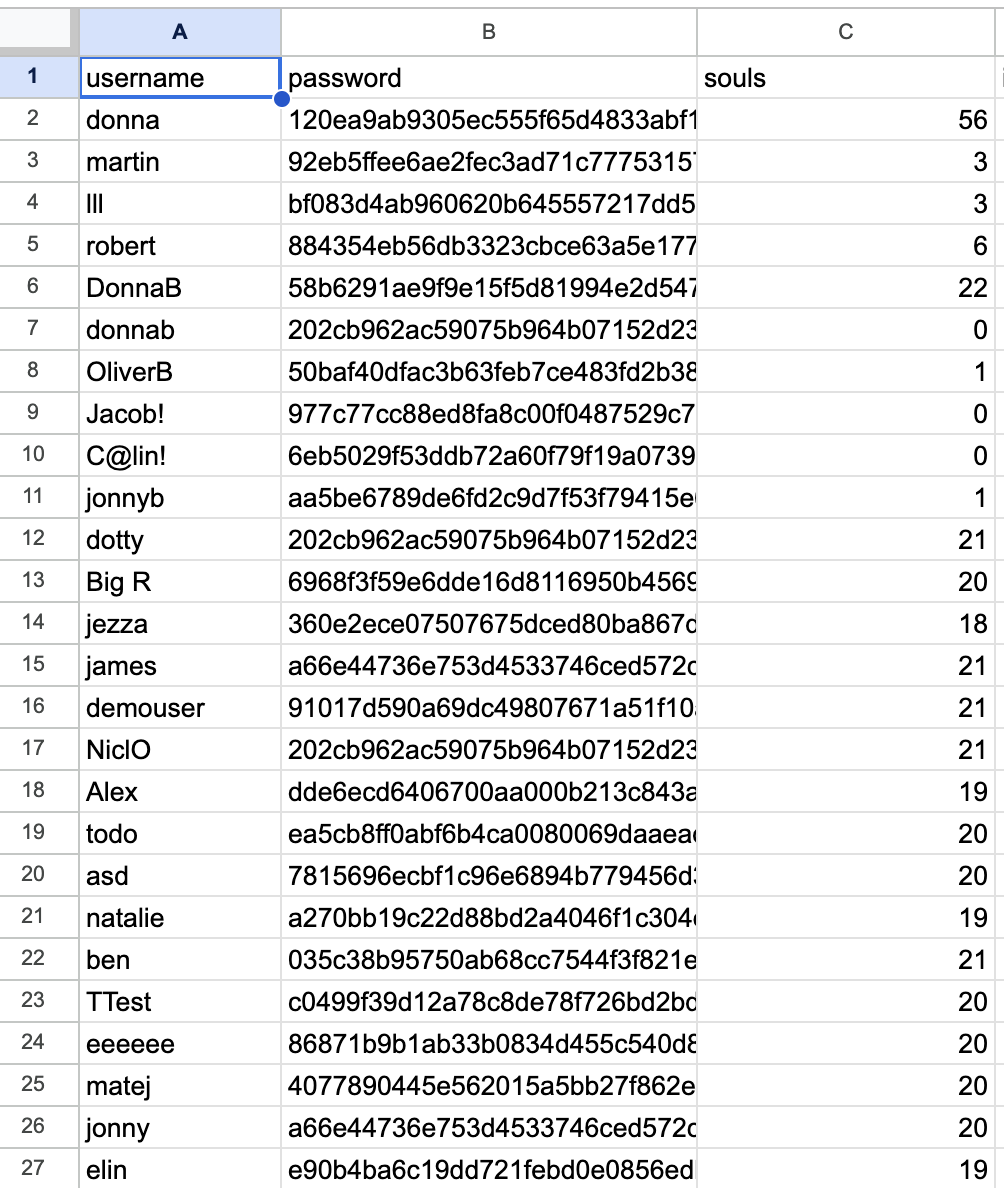 A B C
1 username password souls
2 donna 120ea9ab9305ec555f65d4833abf1 56
3 martin 92eb5ffee6ae2fec3ad71c77753157 3
4 lll bf083d4ab960620b645557217dd5 3
5 robert 884354eb56db3323cbce63a5e177 6
6 DonnaB 58b6291ae9f9e15f5d81994e2d547 22
7 donnab 202cb962ac59075b964b07152d23 0
8 OliverB 50baf40dfac3b63feb7ce483fd2b38 1
9 Jacob! 977c77cc88ed8fa8c00f0487529c7 0
10 C@lin! 6eb5029f53ddb72a60f79f19a0739 0
11 jonnyb aa5be6789de6fd2c9d7f53f79415e 1
12 dotty 202cb962ac59075b964b07152d23 21
13 Big R 6968f3f59e6dde16d8116950b4569 20
14 jezza 360e2ece07507675dced80ba867d 18
15 james a66e44736e753d4533746ced572c 21
16 demouser 91017d590a69dc49807671a51f10 21
17 NiclO 202cb962ac59075b964b07152d23 21
18 Alex dde6ecd6406700aa000b213c843a 19
19 todo ea5cb8ff0abf6b4ca0080069daaea 20
20 asd 7815696ecbf1c96e6894b779456d 20
21 natalie a270bb19c22d88bd2a4046f1c304 19
22 ben 035c38b95750ab68cc7544f3f821e 21
23 TTest c0499f39d12a78c8de78f726bd2bd 20
24 eeeeee 86871b9b1ab33b0834d455c540d8 20
25 matej 4077890445e562015a5bb27f862e 20
26 jonny a66e44736e753d4533746ced572c 20
27 elin e90b4ba6c19dd721febd0e0856ed 19